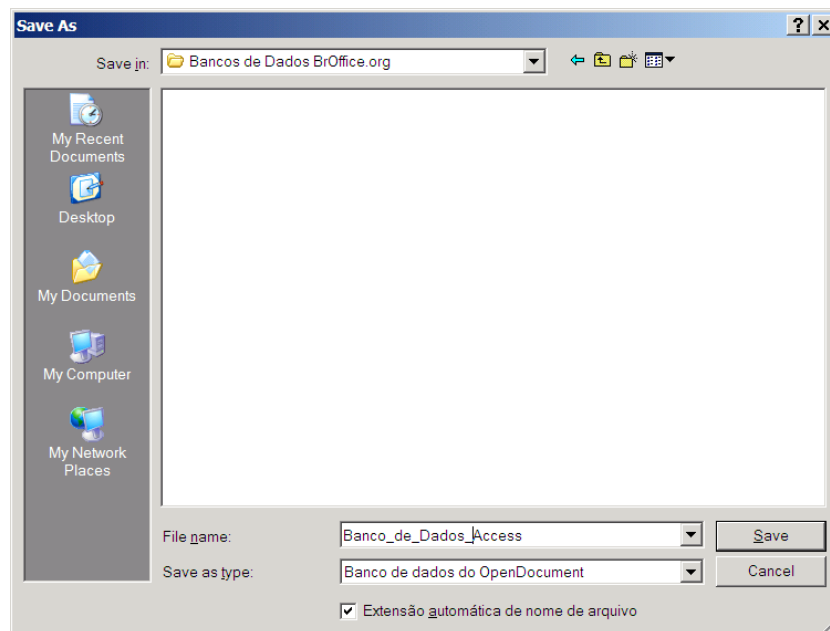 Save As
Save in: Bancos de Dados BrOffice.org
My Recent
Documents
Desktop
My Documents
My Computer
My Network
Places
File name: Banco_de_Dados_Access Save
Save as type: Banco de dados do OpenDocument Cancel
Extensão automática de nome de arquivo